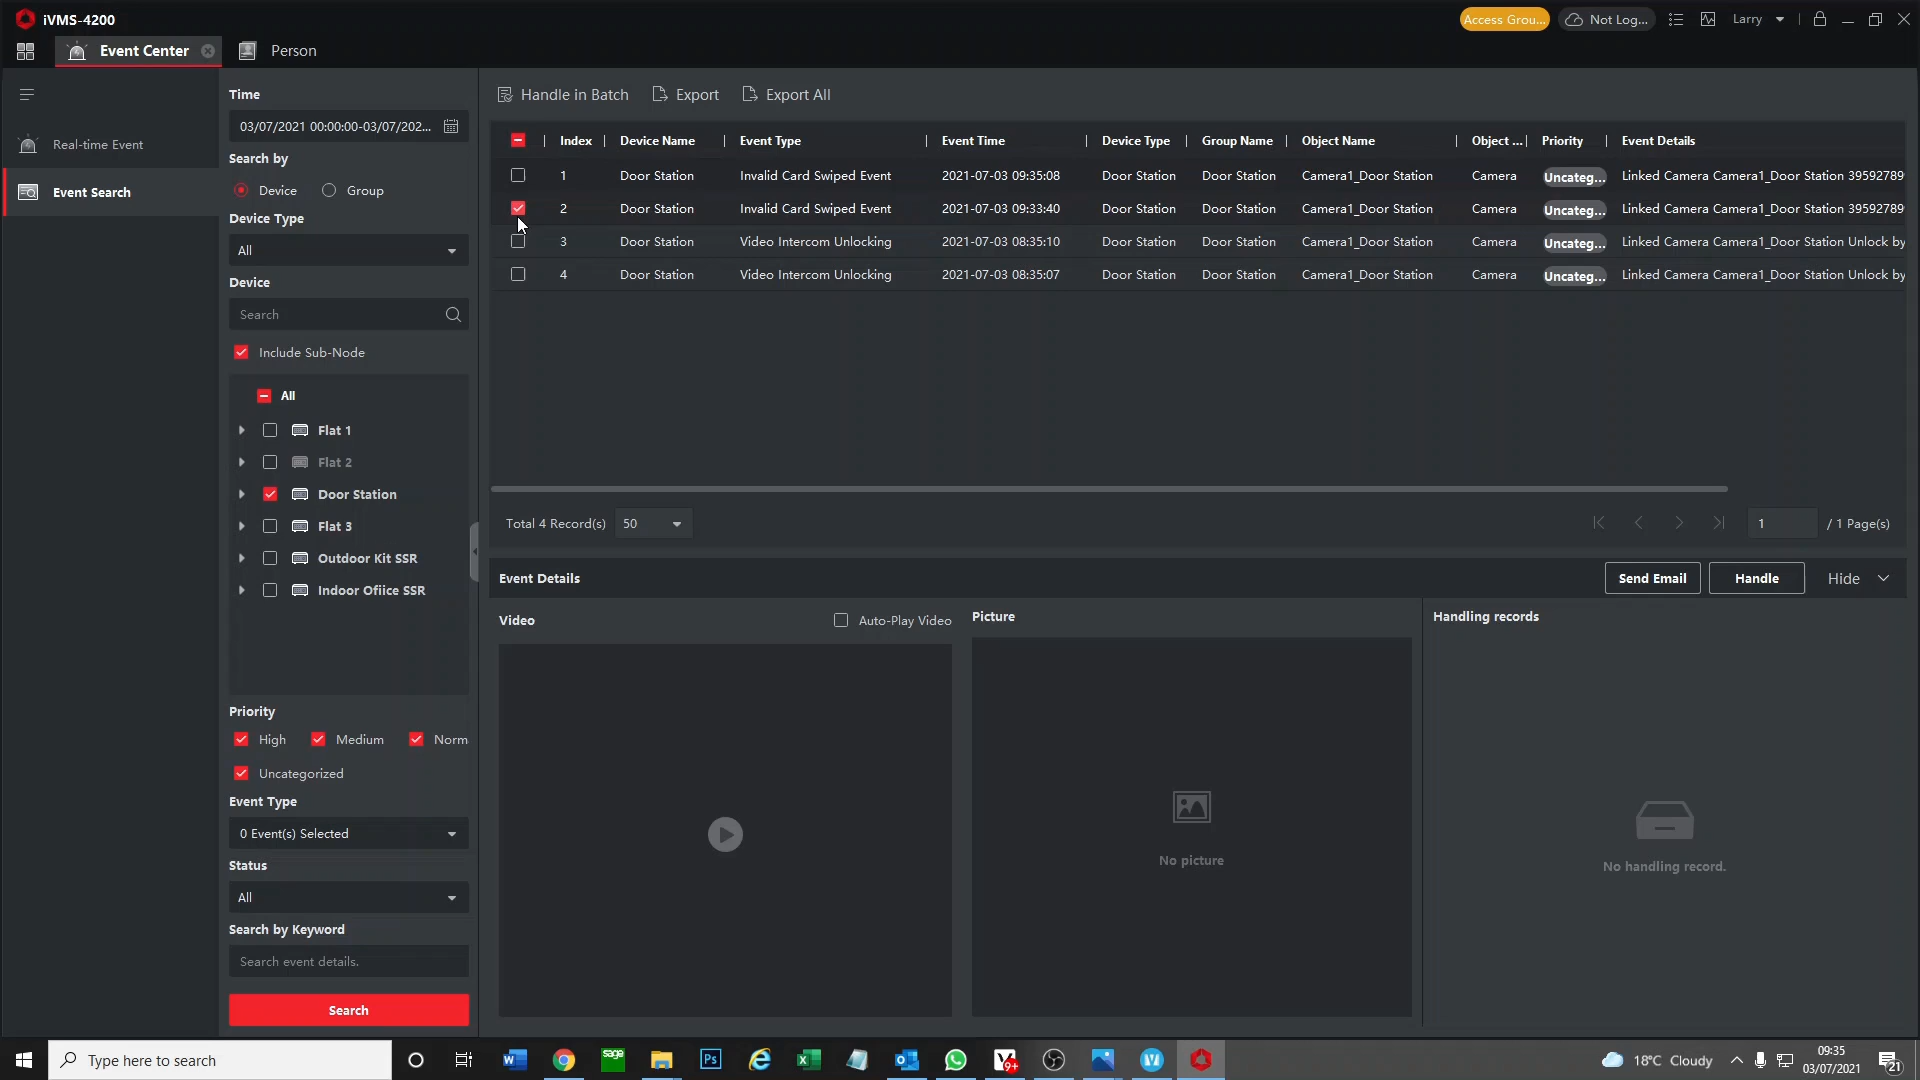 iVMS-4200
Access Grou...
Not Log...
Larry
Event Center
Person
Real-time Event
Event Search
Time
03/07/2021 00:00:00-03/07/202...
Search by
Device
Group
Device Type
All
Device
Search
Include Sub-Node
All
Flat 1
Flat 2
Door Station
Flat 3
Outdoor Kit SSR
Indoor Ofiice SSR
Priority
High
Medium
Norm
Uncategorized
Event Type
0 Event(s) Selected
Status
All
Search by Keyword
Search event details.
Search
Handle in Batch
Export
Export All
Index Device Name Event Type Event Time Device Type Group Name Object Name Object ... Priority Event Details
1 Door Station Invalid Card Swiped Event 2021-07-03 09:35:08 Door Station Door Station Camera1_Door Station Camera Uncateg... Linked Camera Camera1_Door Station 39592789
2 Door Station Invalid Card Swiped Event 2021-07-03 09:33:40 Door Station Door Station Camera1_Door Station Camera Uncateg... Linked Camera Camera1_Door Station 39592789
3 Door Station Video Intercom Unlocking 2021-07-03 08:35:10 Door Station Door Station Camera1_Door Station Camera Uncateg... Linked Camera Camera1_Door Station Unlock by
4 Door Station Video Intercom Unlocking 2021-07-03 08:35:07 Door Station Door Station Camera1_Door Station Camera Uncateg... Linked Camera Camera1_Door Station Unlock by
Total 4 Record(s) 50
1 / 1 Page(s)
Event Details
Send Email
Handle
Hide
Video
Auto-Play Video
Picture
No picture
Handling records
No handling record.
Type here to search
sage
Ps
9+
18°C Cloudy
09:35
03/07/2021
21